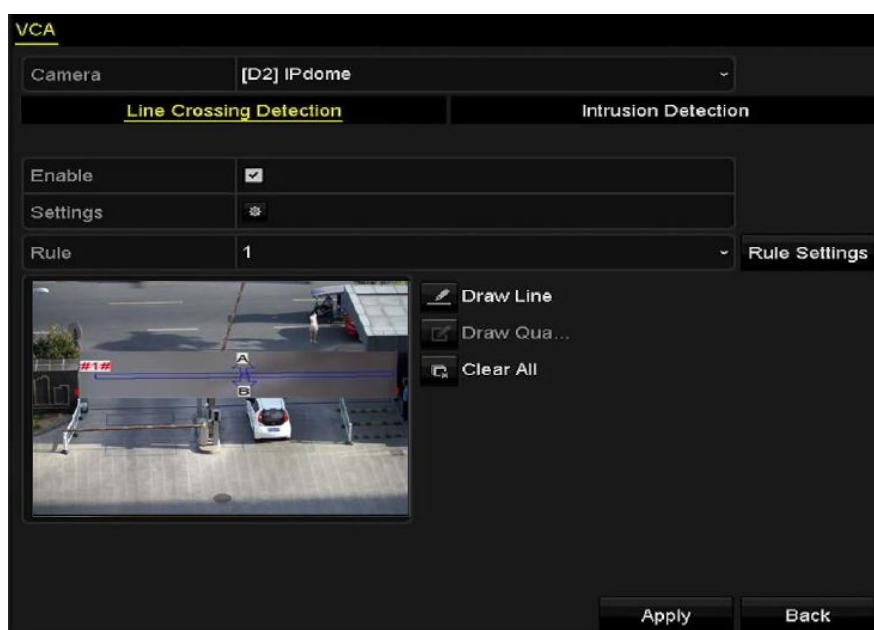 VCA
Camera [D2] IPdome
Line Crossing Detection Intrusion Detection
Enable
Settings
Rule 1 Rule Settings
Draw Line
Draw Qua...
Clear All
#1#
A
B
Apply Back